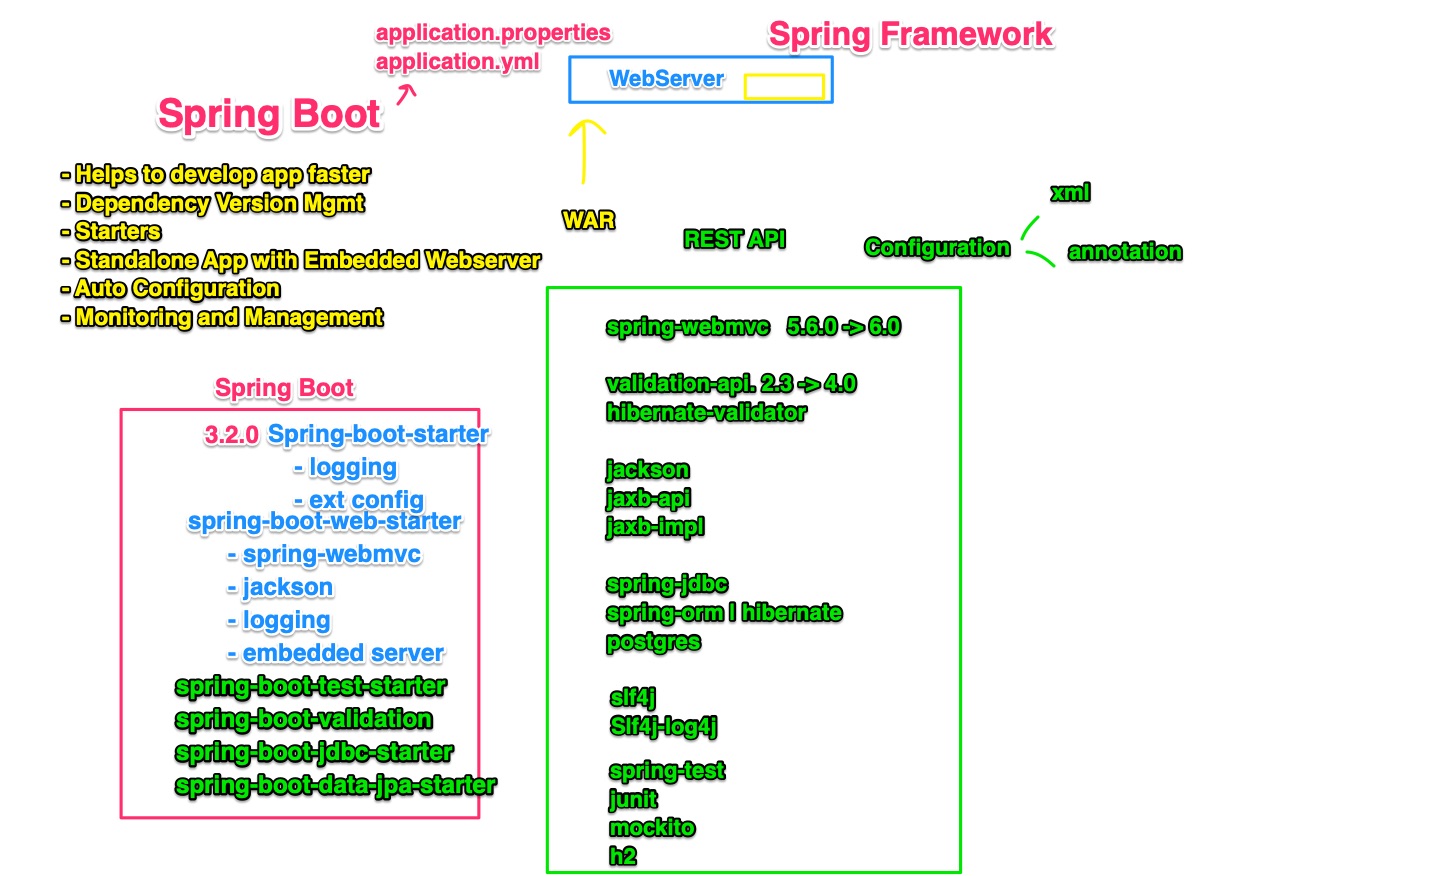 application.properties
application.yml
Spring Framework
WebServer
Spring Boot
- Helps to develop app faster
- Dependency Version Mgmt
- Starters
- Standalone App with Embedded Webserver
- Auto Configuration
- Monitoring and Management
WAR
REST API
Configuration
xml
annotation
Spring Boot
3.2.0 Spring-boot-starter
- logging
- ext config
spring-boot-web-starter
- spring-webmvc
- jackson
- logging
- embedded server
spring-boot-test-starter
spring-boot-validation
spring-boot-jdbc-starter
spring-boot-data-jpa-starter
spring-webmvc 5.6.0 -> 6.0
validation-api. 2.3 -> 4.0
hibernate-validator
jackson
jaxb-api
jaxb-impl
spring-jdbc
spring-orm | hibernate
postgres
slf4j
Slf4j-log4j
spring-test
junit
mockito
h2